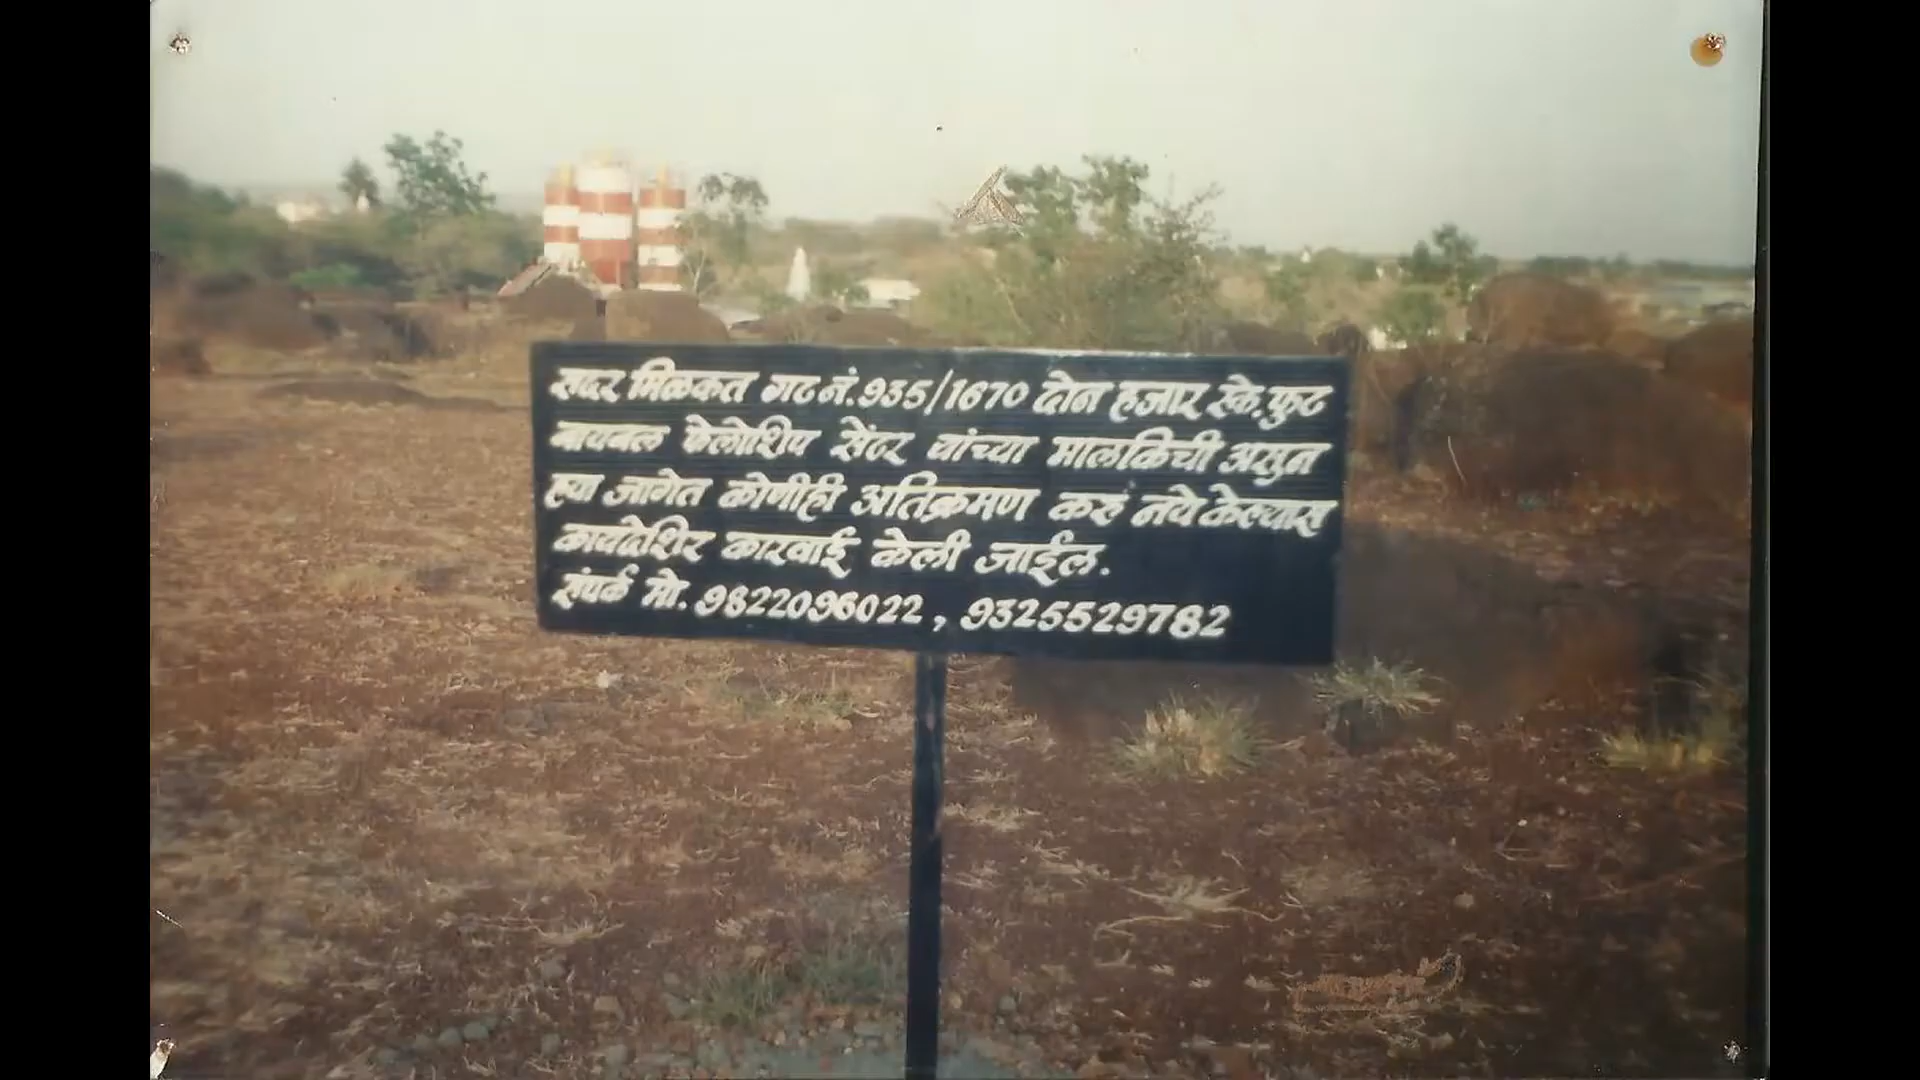 सदर मिळकत गट नं. 935/1670 दोन हजार स्के. फुट
बायबल फेलोशिप सेंटर यांच्या मालकिची असुन
ह्या जागेत कोणीही अतिक्रमण करु नये केल्यास
कायदेशिर कारवाई केली जाईल.
संपर्क मो. 9822096022, 9325529782